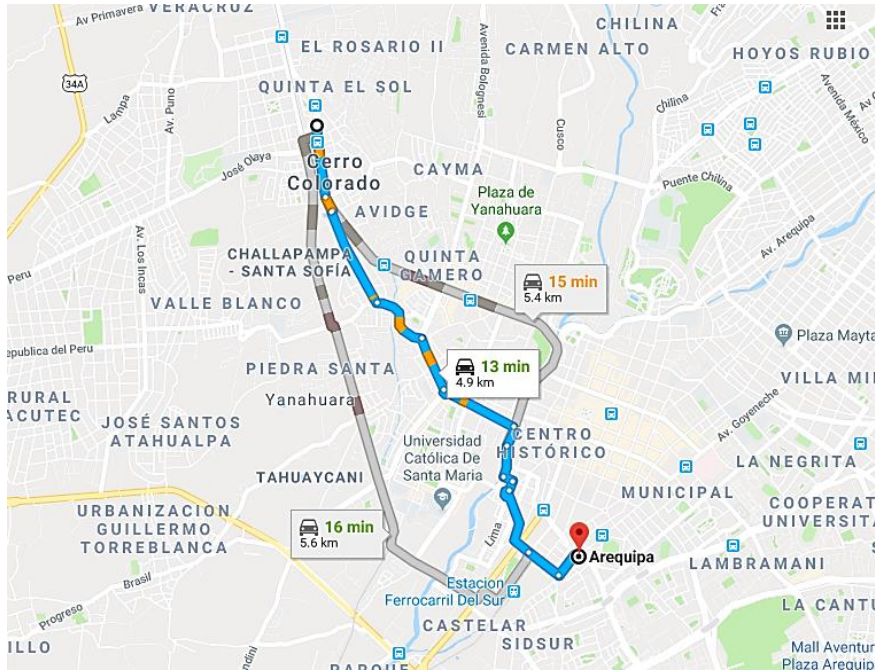 VERACRUZ
Av Primavera
EL ROSARIO II
Avenida Bolognesi
CHILINA
CARMEN ALTO
HOYOS RUBIO
34A
Lampa
Av. Puno
QUINTA EL SOL
Chilina
Avenida México
Cusco
José Olaya
Cerro
Colorado
CAYMA
Puente Chilina
Plaza de
Yanahuara
AVIDGE
Av. Los Incas
Av. Arequipa
Peru
CHALLAPAMPA
- SANTA SOFÍA
QUINTA
GAMERO
15 min
5.4 km
VALLE BLANCO
Republica del Peru
Plaza Mayta
13 min
4.9 km
PIEDRA SANTA
VILLA MI
RURAL
ACUTEC
Yanahuara
JOSÉ SANTOS
ATAHUALPA
Av. Goyeneche
Universidad
Católica De
Santa Maria
CENTRO
HISTÓRICO
LA NEGRITA
TAHUAYCANI
MUNICIPAL
COOPERAT
UNIVERSITA
URBANIZACIÓN
GUILLERMO
TORREBLANCA
16 min
5.6 km
Lima
Arequipa
LAMBRAMANI
Brasil
Estacion
Ferrocarril Del Sur
Progreso
LA CANTU
CASTELAR
SIDSUR
ILLO
Mall Aventur
Plaza Arequip
PARQUE